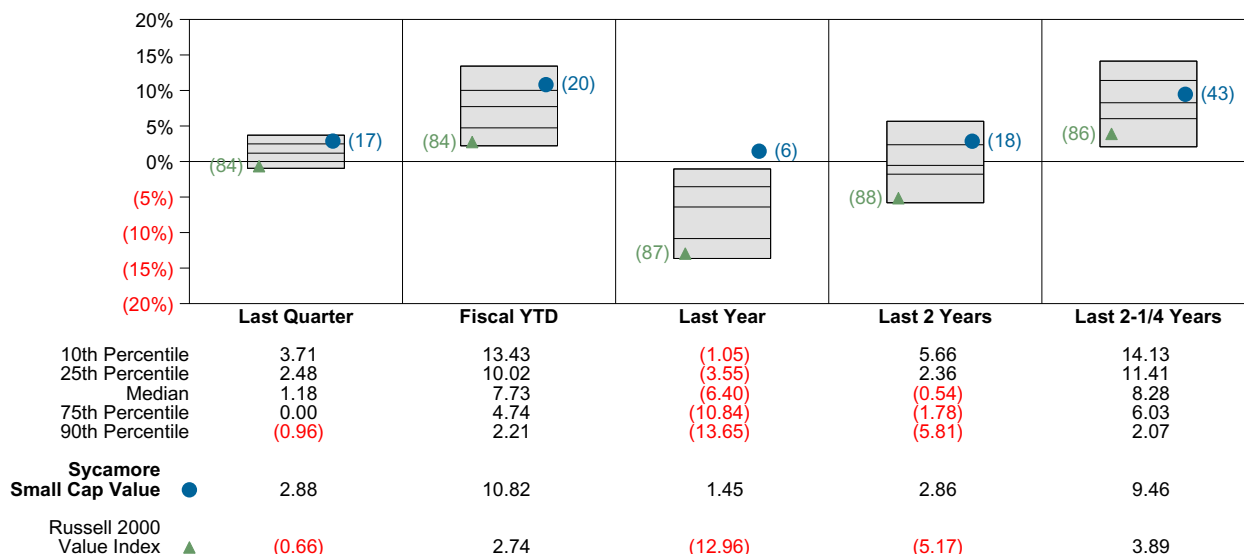 20%
15%
10%
5%
0%
(5%)
(10%)
(15%)
(20%)
(84) (17)
(84) (20)
(87) (6)
(88) (18)
(86) (43)
Last Quarter Fiscal YTD Last Year Last 2 Years Last 2-1/4 Years
10th Percentile 3.71 13.43 (1.05) 5.66 14.13
25th Percentile 2.48 10.02 (3.55) 2.36 11.41
Median 1.18 7.73 (6.40) (0.54) 8.28
75th Percentile 0.00 4.74 (10.84) (1.78) 6.03
90th Percentile (0.96) 2.21 (13.65) (5.81) 2.07
Sycamore
Small Cap Value 2.88 10.82 1.45 2.86 9.46
Russell 2000
Value Index (0.66) 2.74 (12.96) (5.17) 3.89